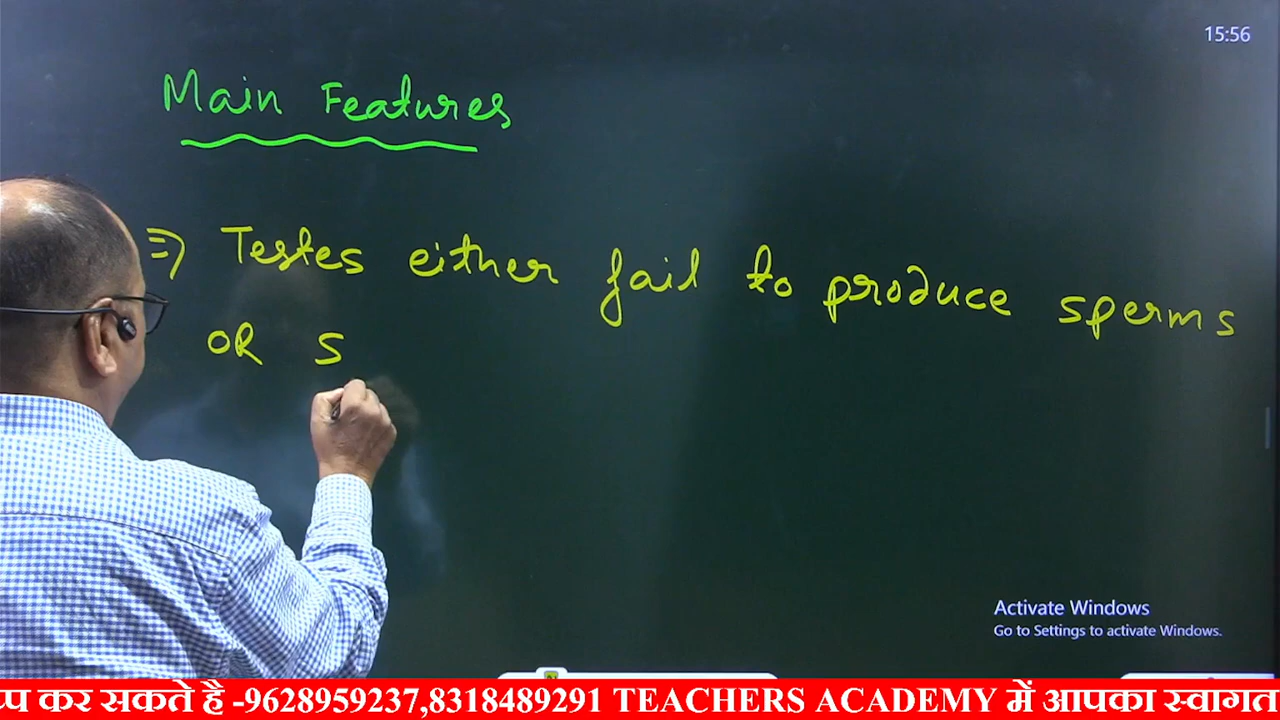 15:56
Main Features
⇒ Testes either fail to produce sperms
OR s
Activate Windows
Go to Settings to activate Windows.
प्प कर सकते है -9628959237,8318489291 TEACHERS ACADEMY में आपका स्वागत